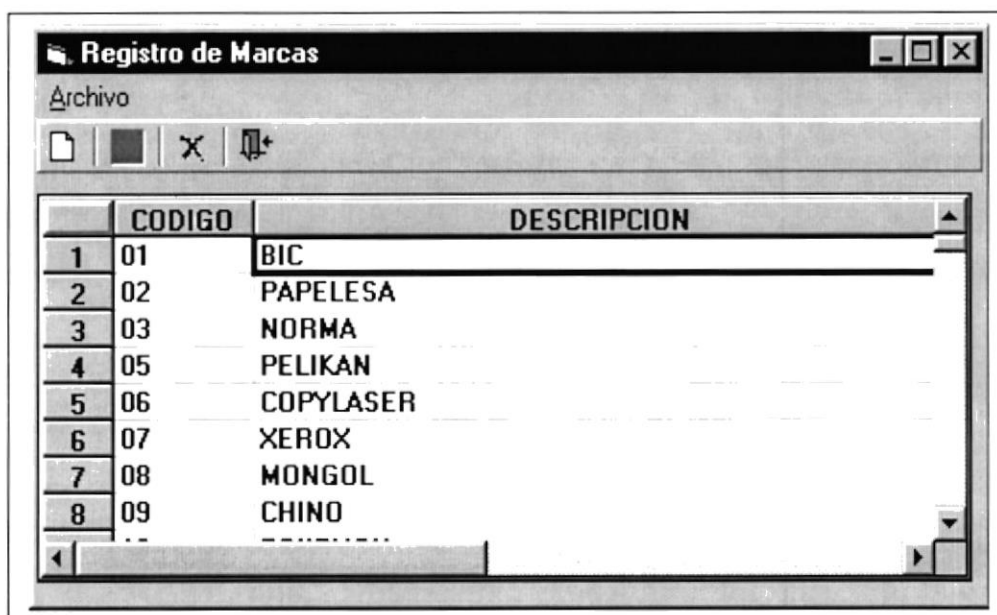 Registro de Marcas
Archivo
CODIGO DESCRIPCION
1 01 BIC
2 02 PAPELESA
3 03 NORMA
4 05 PELIKAN
5 06 COPYLASER
6 07 XEROX
7 08 MONGOL
8 09 CHINO